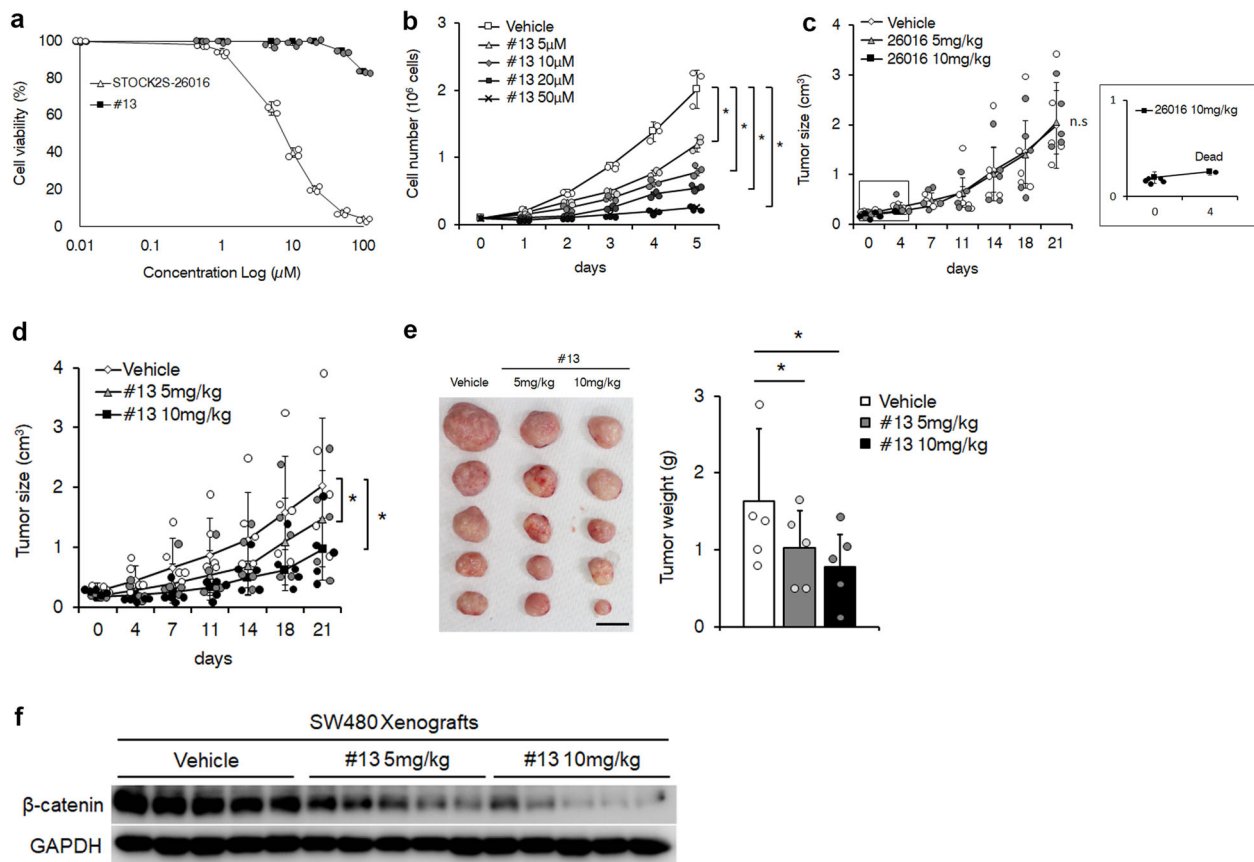 a
Cell viability (%)
100
80
60
40
20
0
STOCK2S-26016
#13
0.01
0.1
1
10
100
Concentration Log (μM)
b
Cell number (10⁶ cells)
3
2
1
0
Vehicle
#13 5μM
#13 10μM
#13 20μM
#13 50μM
*
*
*
*
0 1 2 3 4 5
days
c
Tumor size (cm³)
4
3
2
1
0
Vehicle
26016 5mg/kg
26016 10mg/kg
n.s
0 4 7 11 14 18 21
days
1
0
26016 10mg/kg
Dead
0 4
d
Tumor size (cm³)
4
3
2
1
0
Vehicle
#13 5mg/kg
#13 10mg/kg
*
*
0 4 7 11 14 18 21
days
e
#13
Vehicle 5mg/kg 10mg/kg
Tumor weight (g)
3
2
1
0
*
*
Vehicle
#13 5mg/kg
#13 10mg/kg
f
SW480 Xenografts
Vehicle #13 5mg/kg #13 10mg/kg
β-catenin
GAPDH